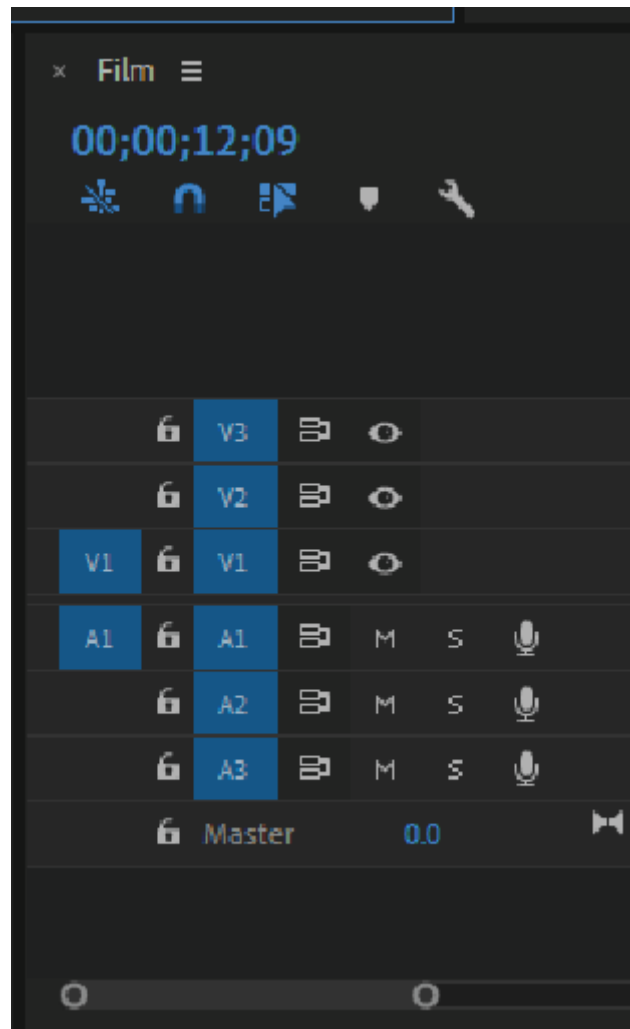 × Film ≡
00;00;12;09
V3
V2
V1 V1
A1 A1 M S
A2 M S
A3 M S
Master 0.0